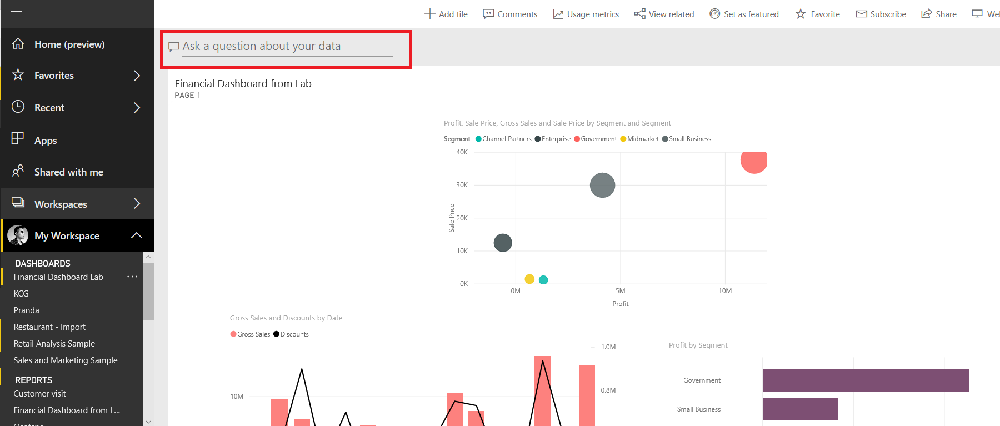 Add tile
Comments
Usage metrics
View related
Set as featured
Favorite
Subscribe
Share
Home (preview)
Favorites
Recent
Apps
Shared with me
Workspaces
My Workspace
DASHBOARDS
Financial Dashboard Lab
KCG
Pranda
Restaurant - Import
Retail Analysis Sample
Sales and Marketing Sample
REPORTS
Customer visit
Financial Dashboard from L...
Ask a question about your data
Financial Dashboard from Lab
PAGE 1
Profit, Sale Price, Gross Sales and Sale Price by Segment and Segment
Segment Channel Partners Enterprise Government Midmarket Small Business
40K
30K
20K
10K
0K
Sale Price
0M 5M 10M
Profit
Gross Sales and Discounts by Date
Gross Sales Discounts
10M
1.0M
0.8M
Profit by Segment
Government
Small Business